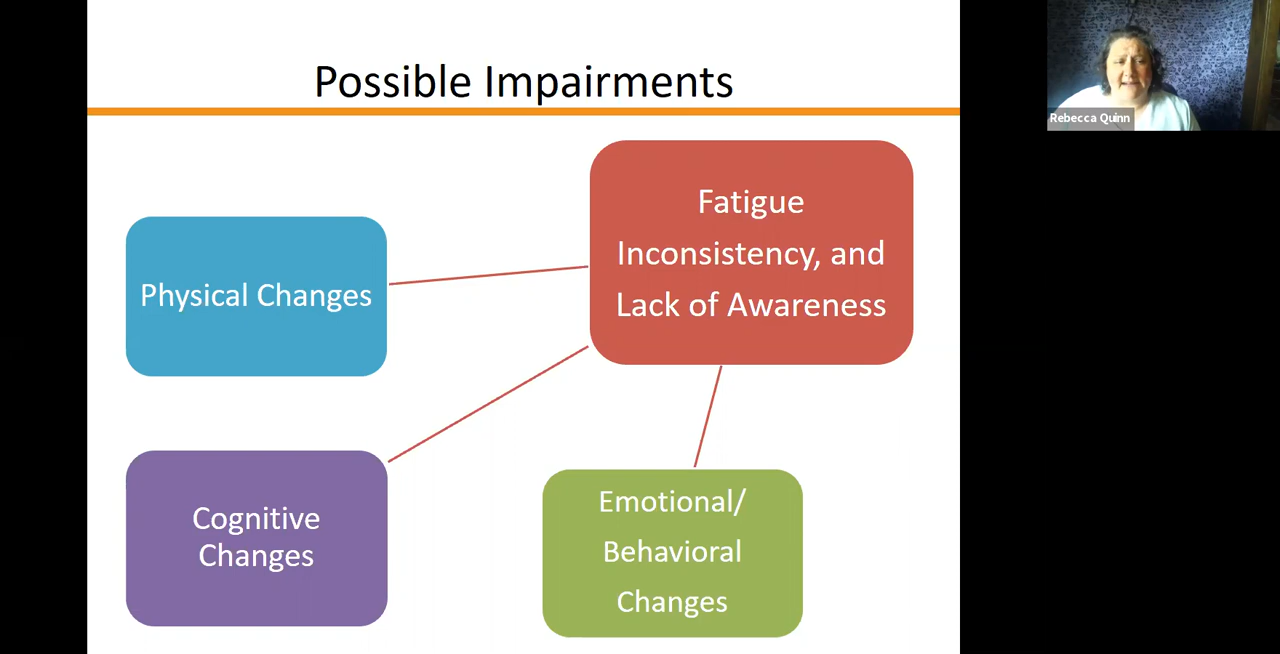 Possible Impairments
Rebecca Quinn
Fatigue
Inconsistency, and
Lack of Awareness
Physical Changes
Cognitive
Changes
Emotional/
Behavioral
Changes